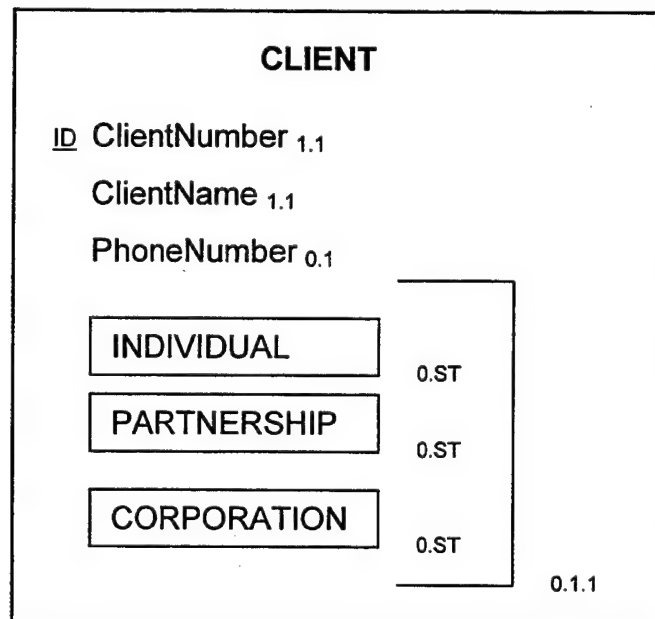 CLIENT
ID ClientNumber 1.1
ClientName 1.1
PhoneNumber 0.1
INDIVIDUAL 0.ST
PARTNERSHIP 0.ST
CORPORATION 0.ST
0.1.1